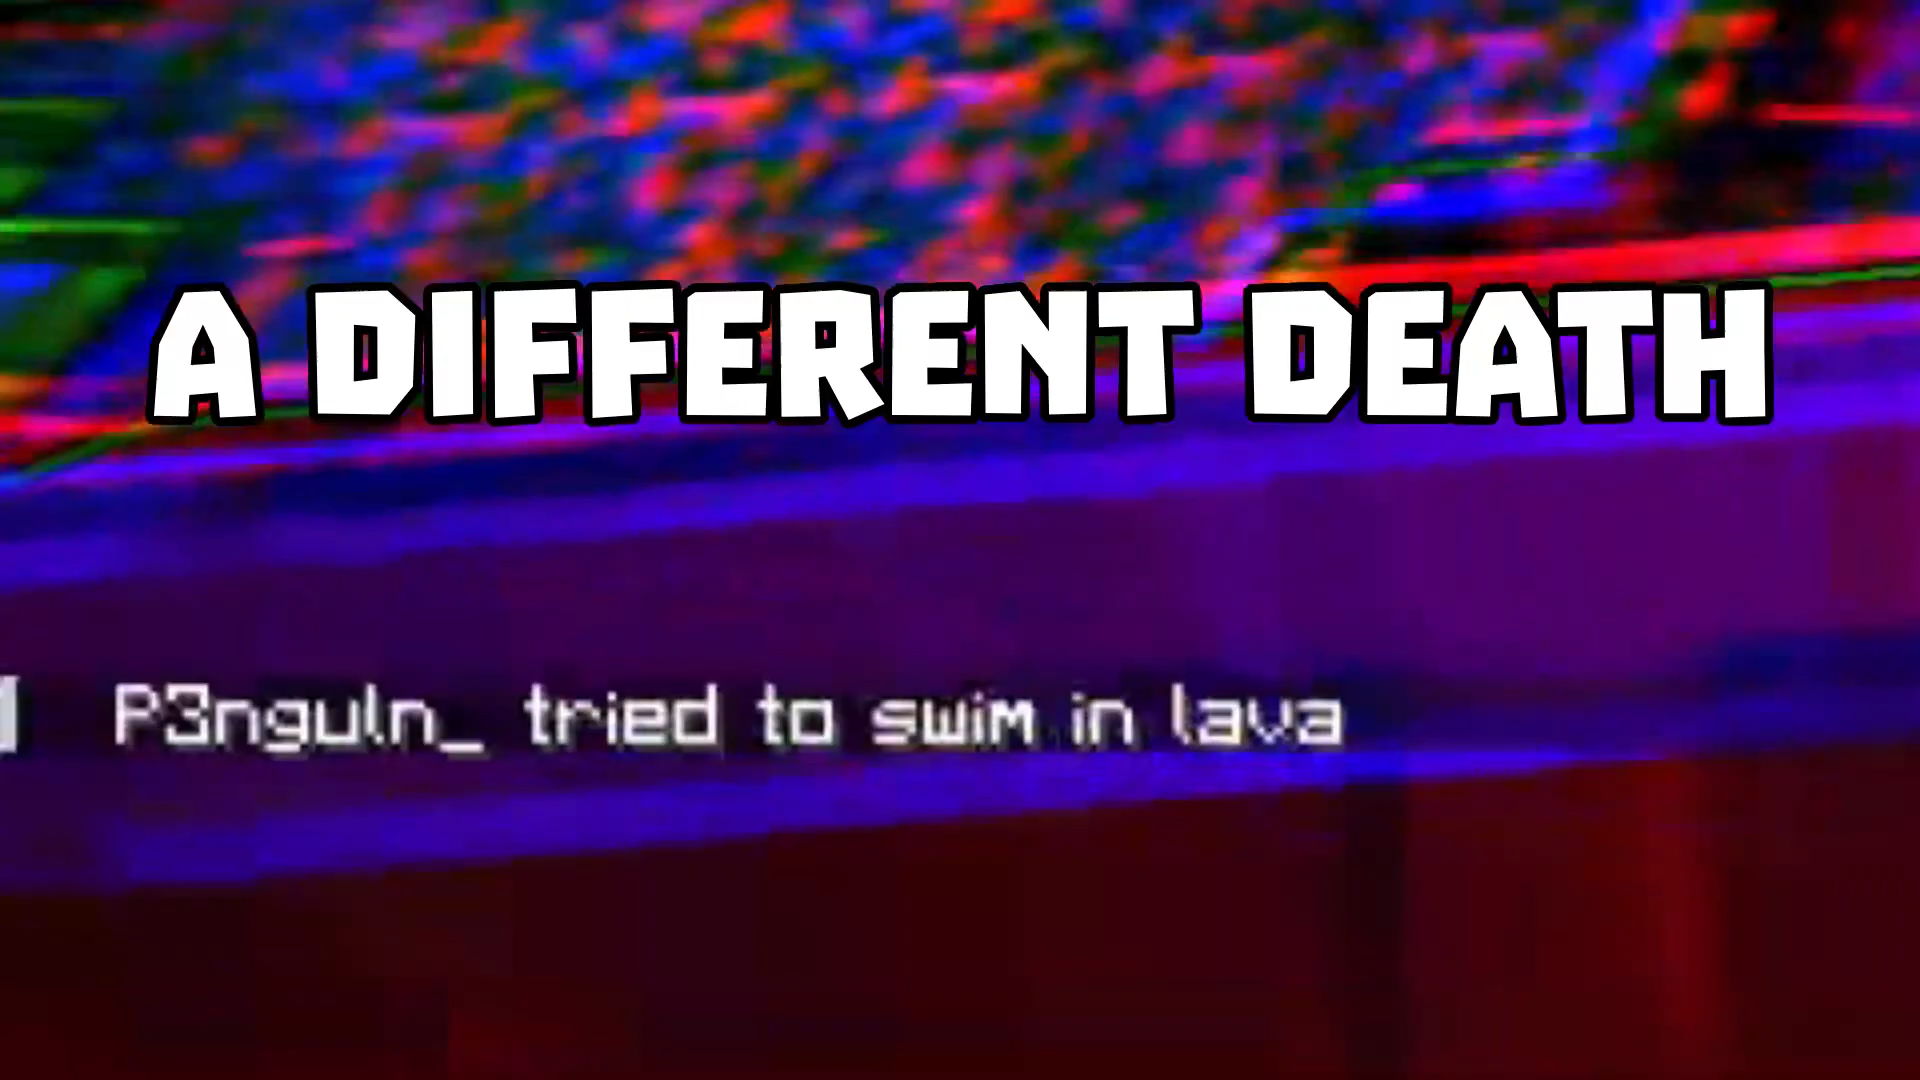 A DIFFERENT DEATH
P3nguln_ tried to swim in lava